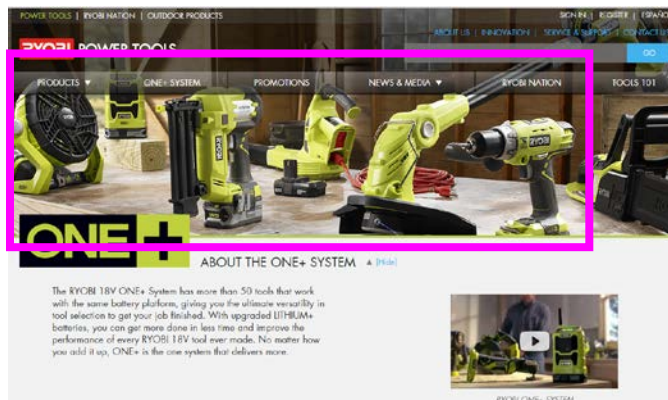 POWER TOOLS | RYOBI NATION | OUTDOOR PRODUCTS
SIGN IN | REGISTER | ESPAÑO
ABOUT US | INNOVATION | SERVICE & SUPPORT | CONTACT U
RYOBI POWER TOOLS
GO
PRODUCTS ▼ ONE+ SYSTEM PROMOTIONS NEWS & MEDIA ▼ RYOBI NATION TOOLS 101
RYOBI
ONE+
ABOUT THE ONE+ SYSTEM ▲ [Hide]
The RYOBI 18V ONE+ System has more than 50 tools that work
with the same battery platform, giving you the ultimate versatility in
tool selection to get your job finished. With upgraded LITHIUM+
batteries, you can get more done in less time and improve the
performance of every RYOBI 18V tool ever made. No matter how
you add it up, ONE+ is the one system that delivers more.
RYOBI ONE+ SYSTEM